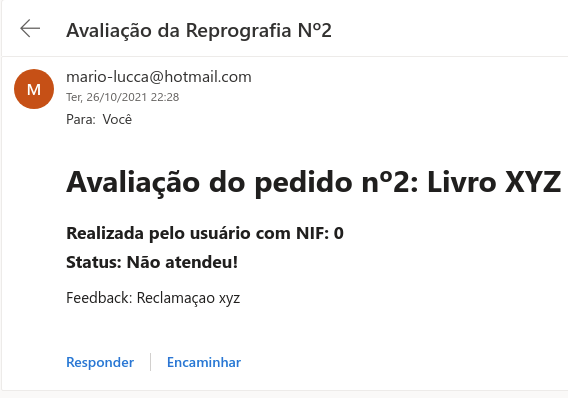 Avaliação da Reprografia Nº2
M
mario-lucca@hotmail.com
Ter, 26/10/2021 22:28
Para: Você
Avaliação do pedido nº2: Livro XYZ
Realizada pelo usuário com NIF: 0
Status: Não atendeu!
Feedback: Reclamaçao xyz
Responder
Encaminhar